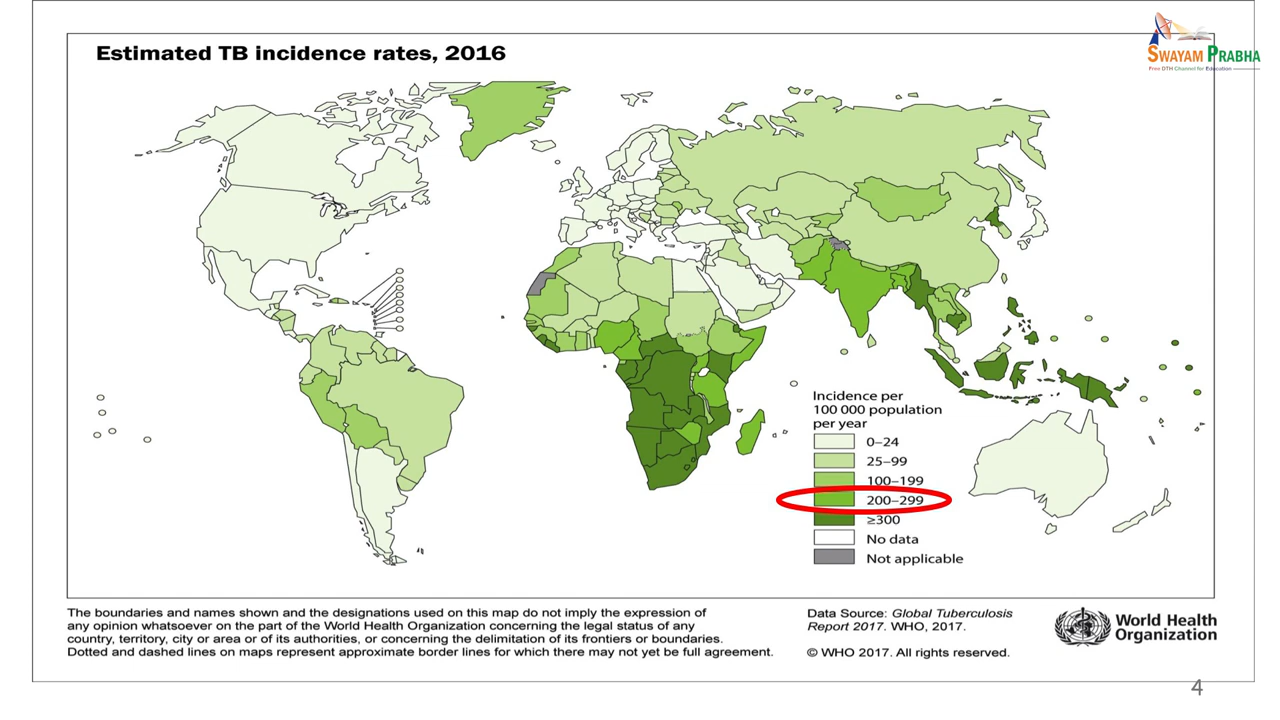 Estimated TB incidence rates, 2016
SWAYAM PRABHA
Free DTH Channel for Education
Incidence per
100 000 population
per year
0–24
25–99
100–199
200–299
≥300
No data
Not applicable
The boundaries and names shown and the designations used on this map do not imply the expression of
any opinion whatsoever on the part of the World Health Organization concerning the legal status of any
country, territory, city or area or of its authorities, or concerning the delimitation of its frontiers or boundaries.
Dotted and dashed lines on maps represent approximate border lines for which there may not yet be full agreement.
Data Source: Global Tuberculosis
Report 2017. WHO, 2017.
© WHO 2017. All rights reserved.
World Health
Organization
4